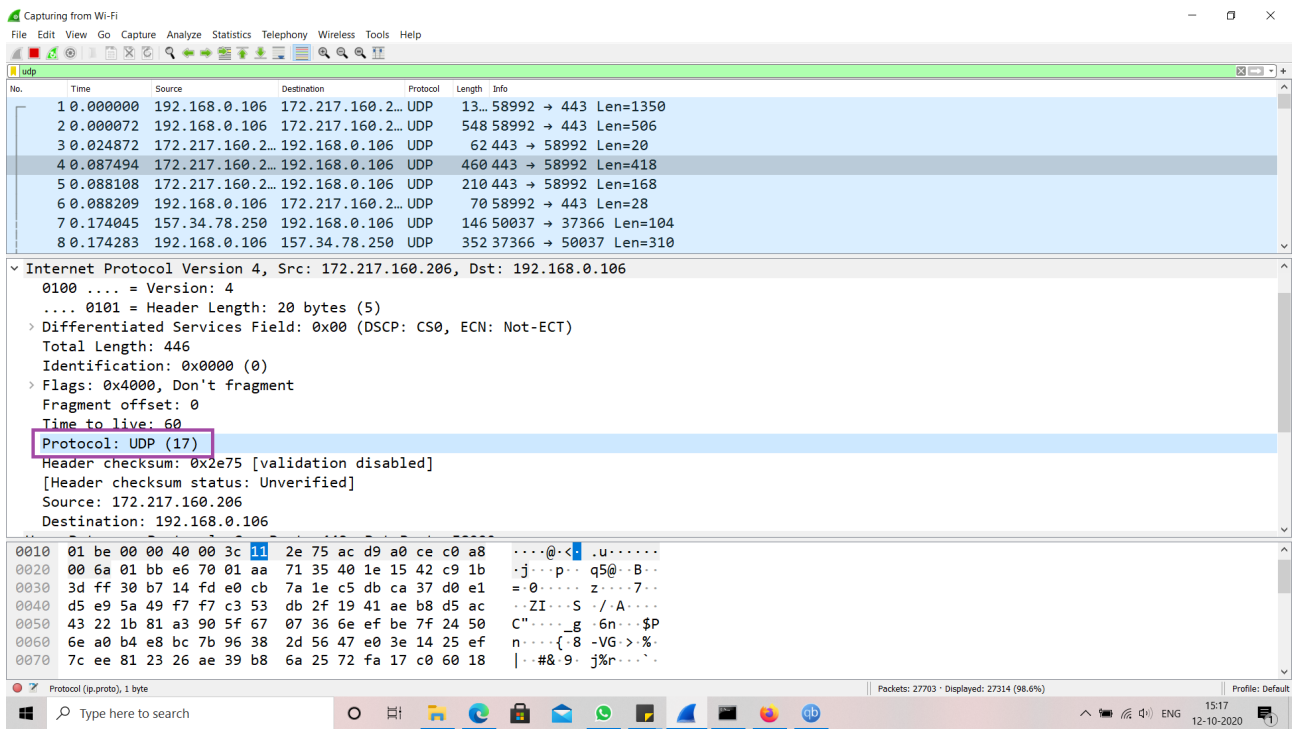 Capturing from Wi-Fi
File Edit View Go Capture Analyze Statistics Telephony Wireless Tools Help
udp
No. Time Source Destination Protocol Length Info
1 0.000000 192.168.0.106 172.217.160.2… UDP 13… 58992 → 443 Len=1350
2 0.000072 192.168.0.106 172.217.160.2… UDP 548 58992 → 443 Len=506
3 0.024872 172.217.160.2… 192.168.0.106 UDP 62 443 → 58992 Len=20
4 0.087494 172.217.160.2… 192.168.0.106 UDP 460 443 → 58992 Len=418
5 0.088108 172.217.160.2… 192.168.0.106 UDP 210 443 → 58992 Len=168
6 0.088209 192.168.0.106 172.217.160.2… UDP 70 58992 → 443 Len=28
7 0.174045 157.34.78.250 192.168.0.106 UDP 146 50037 → 37366 Len=104
8 0.174283 192.168.0.106 157.34.78.250 UDP 352 37366 → 50037 Len=310
Internet Protocol Version 4, Src: 172.217.160.206, Dst: 192.168.0.106
0100 .... = Version: 4
.... 0101 = Header Length: 20 bytes (5)
Differentiated Services Field: 0x00 (DSCP: CS0, ECN: Not-ECT)
Total Length: 446
Identification: 0x0000 (0)
Flags: 0x4000, Don't fragment
Fragment offset: 0
Time to live: 60
Protocol: UDP (17)
Header checksum: 0x2e75 [validation disabled]
[Header checksum status: Unverified]
Source: 172.217.160.206
Destination: 192.168.0.106
0010 01 be 00 00 40 00 3c 11 2e 75 ac d9 a0 ce c0 a8 ····@·<· .u······
0020 00 6a 01 bb e6 70 01 aa 71 35 40 1e 15 42 c9 1b ·j···p·· q5@··B··
0030 3d ff 30 b7 14 fd e0 cb 7a 1e c5 db ca 37 d0 e1 =·0····· z····7··
0040 d5 e9 5a 49 f7 f7 c3 53 db 2f 19 41 ae b8 d5 ac ··ZI···S ·/·A····
0050 43 22 1b 81 a3 90 5f 67 07 36 6e ef be 7f 24 50 C"····_g ·6n···$P
0060 6e a0 b4 e8 bc 7b 96 38 2d 56 47 e0 3e 14 25 ef n····{·8 -VG·>·%·
0070 7c ee 81 23 26 ae 39 b8 6a 25 72 fa 17 c0 60 18 |··#&·9· j%r···`·
Protocol (ip.proto), 1 byte Packets: 27703 · Displayed: 27314 (98.6%) Profile: Default
Type here to search qb ENG 15:17
12-10-2020
1